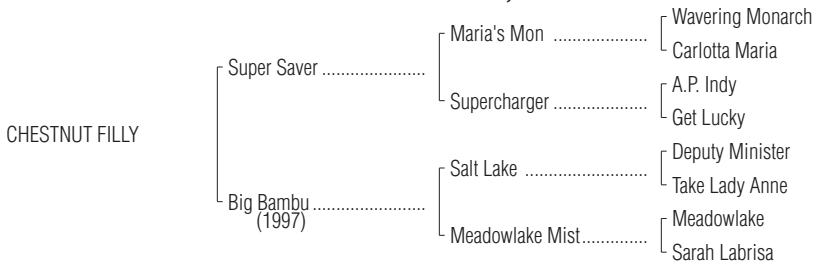 Wavering Monarch
Maria's Mon ....................
Carlotta Maria
Super Saver ......................
A.P. Indy
Supercharger ....................
Get Lucky
CHESTNUT FILLY
Deputy Minister
Salt Lake ..........................
Take Lady Anne
Big Bambu ........................
(1997)
Meadowlake
Meadowlake Mist..............
Sarah Labrisa